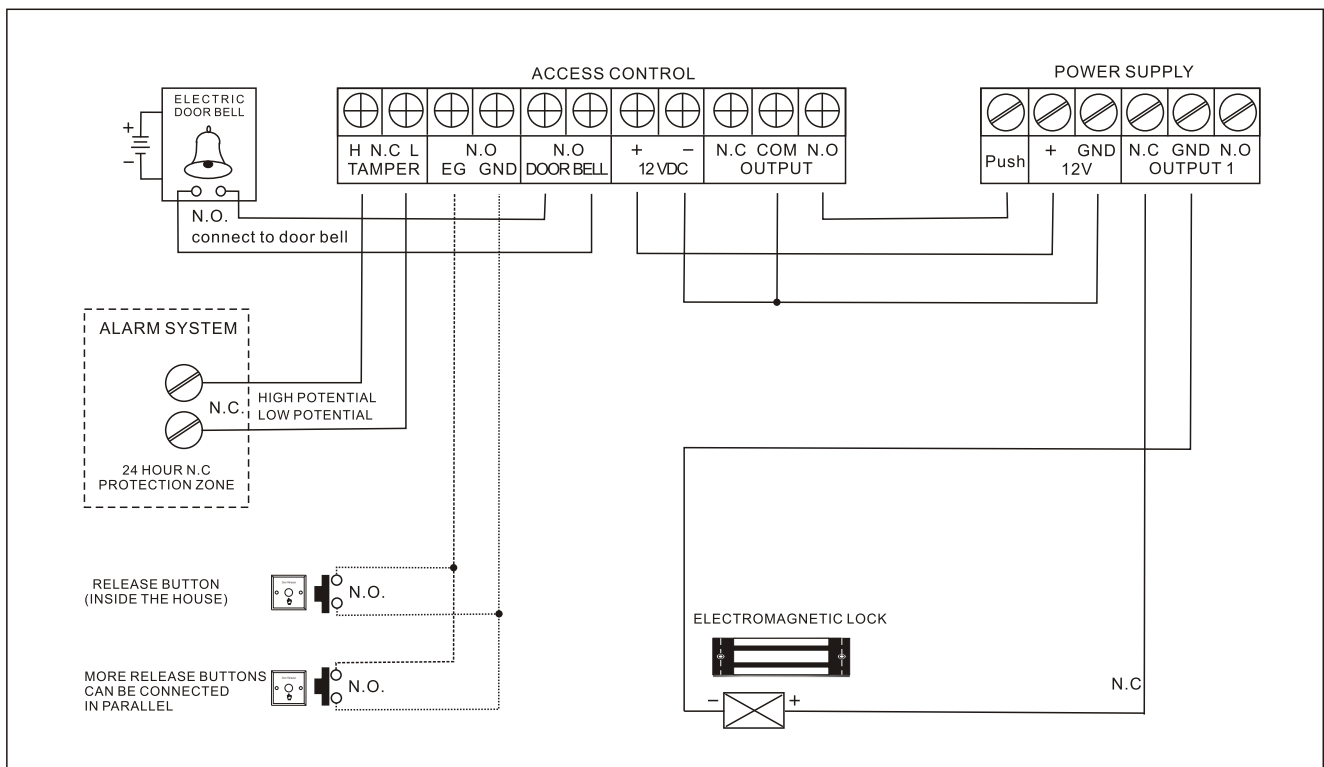 ACCESS CONTROL
POWER SUPPLY
ELECTRIC
DOOR BELL
+
−
H N.C L
TAMPER
N.O
EG GND
N.O
DOOR BELL
+ −
12 VDC
N.C COM N.O
OUTPUT
Push
+ GND
12V
N.C GND N.O
OUTPUT 1
N.O.
connect to door bell
ALARM SYSTEM
N.C.
HIGH POTENTIAL
LOW POTENTIAL
24 HOUR N.C
PROTECTION ZONE
RELEASE BUTTON
(INSIDE THE HOUSE)
N.O.
MORE RELEASE BUTTONS
CAN BE CONNECTED
IN PARALLEL
N.O.
ELECTROMAGNETIC LOCK
− +
N.C